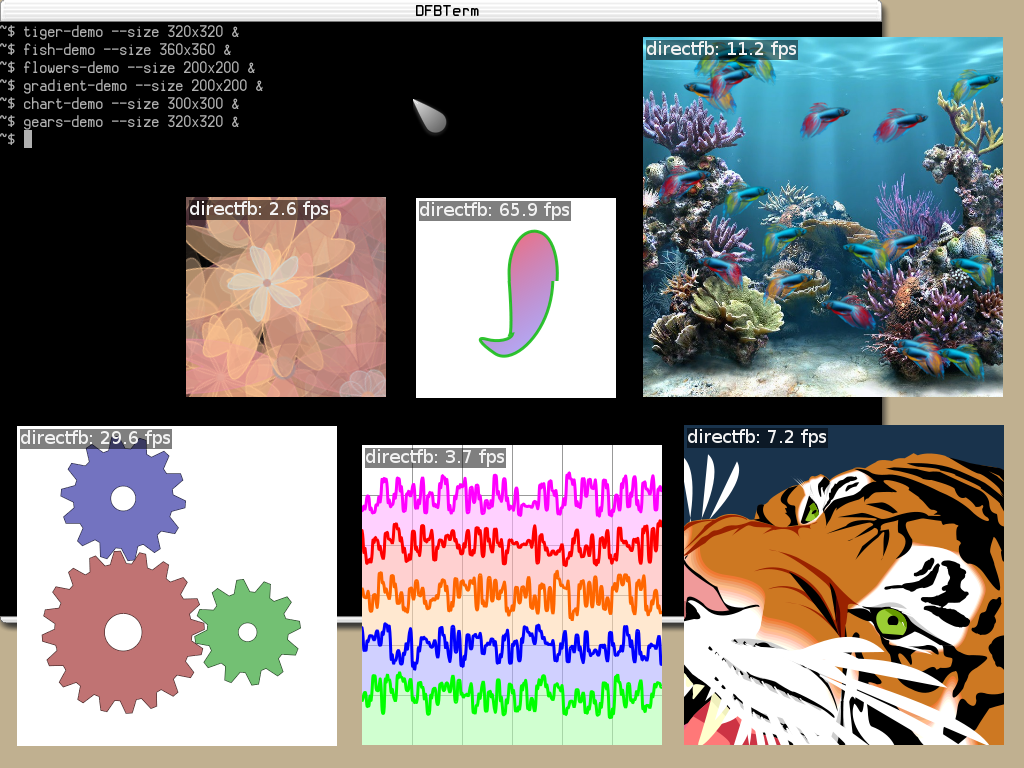 DFBTerm
~$ tiger-demo --size 320x320 &
~$ fish-demo --size 360x360 &
~$ flowers-demo --size 200x200 &
~$ gradient-demo --size 200x200 &
~$ chart-demo --size 300x300 &
~$ gears-demo --size 320x320 &
~$
directfb: 11.2 fps
directfb: 2.6 fps
directfb: 65.9 fps
directfb: 29.6 fps
directfb: 3.7 fps
directfb: 7.2 fps